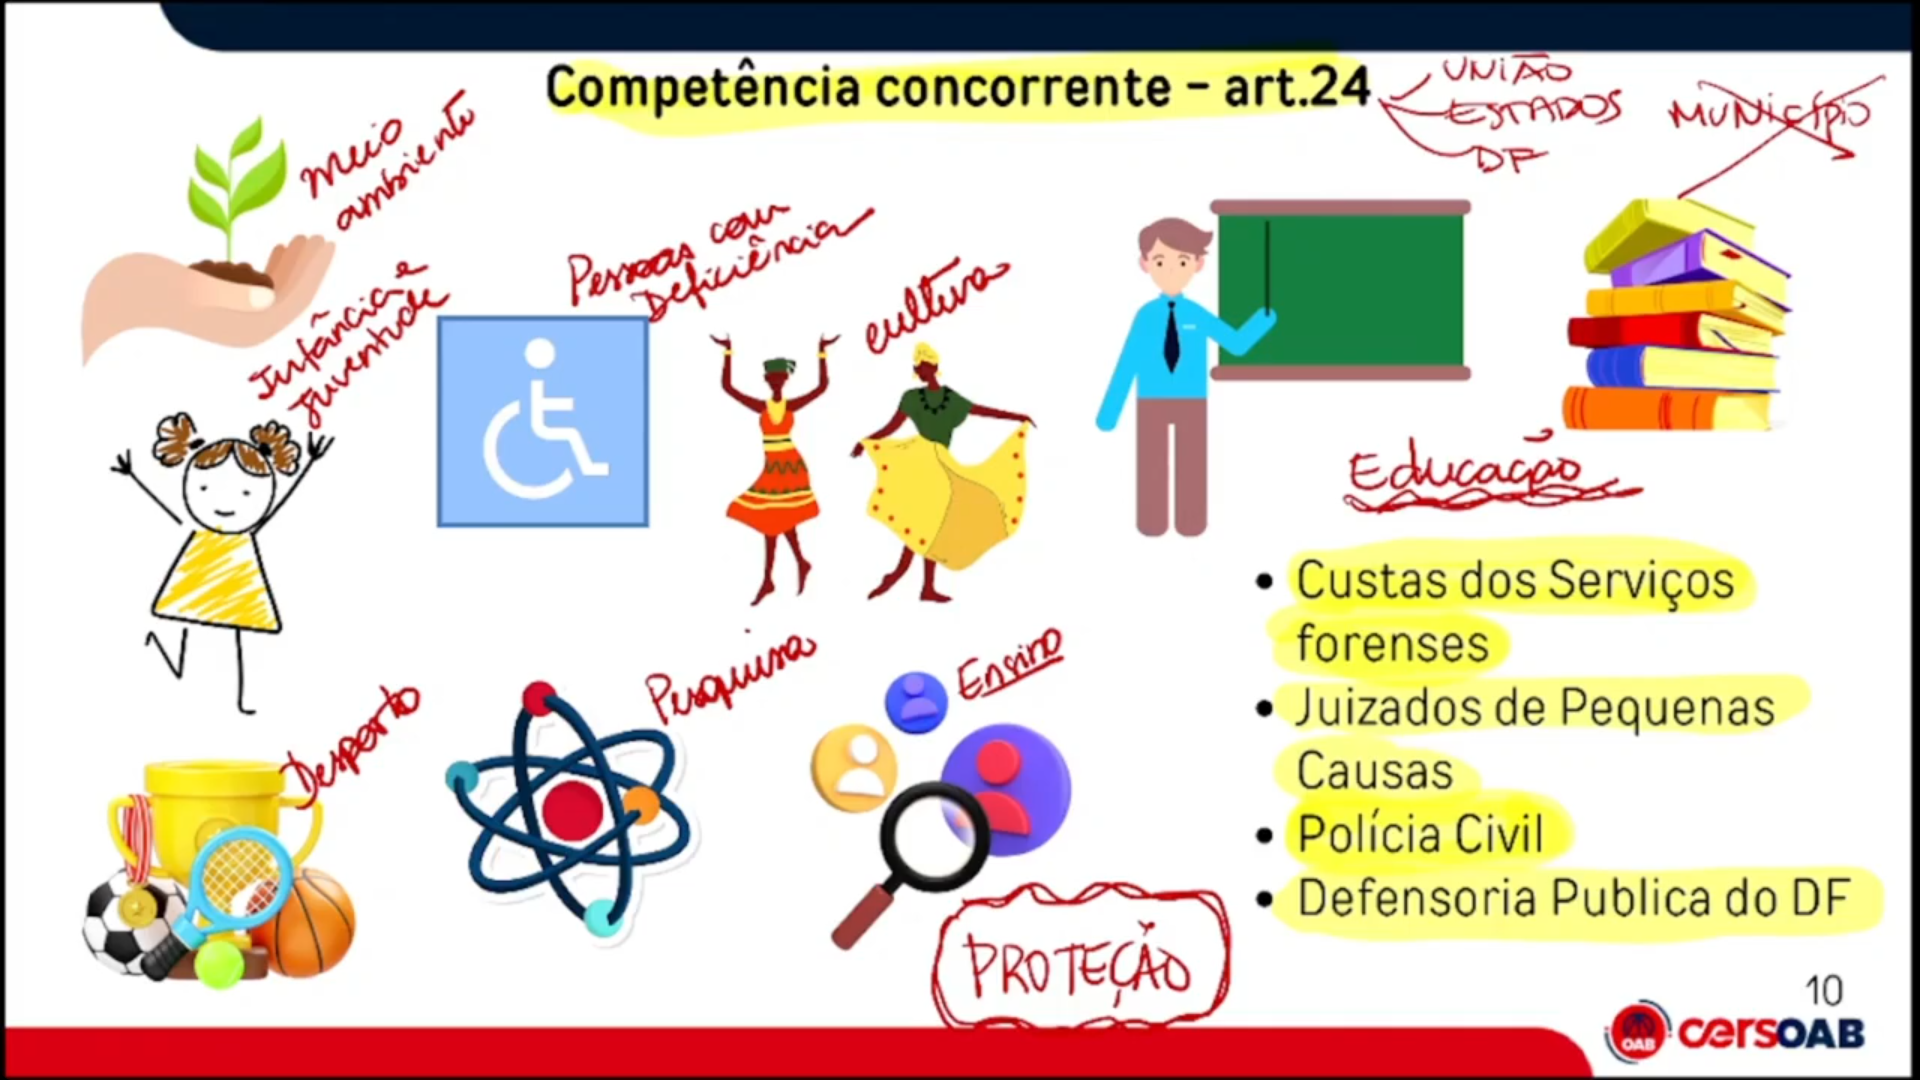 Competência concorrente – art.24
UNIÃO
ESTADOS
DF
MUNICÍPIO
meio
ambiente
Infância e
juventude
Pessoas com
Deficiência
cultura
Educação
Desporto
Pesquisa
Ensino
PROTEÇÃO
• Custas dos Serviços
forenses
• Juizados de Pequenas
Causas
• Polícia Civil
• Defensoria Publica do DF
10
OAB
cersOAB